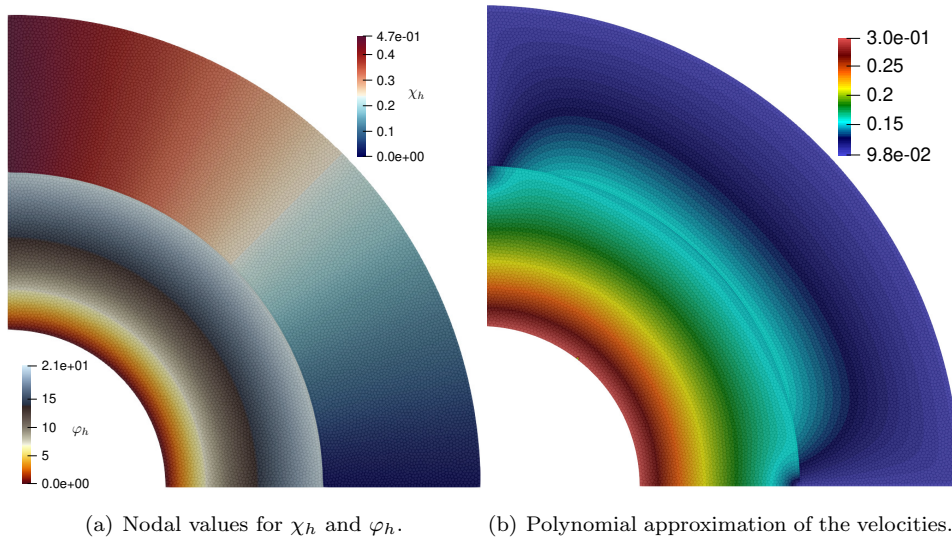 4.7e-01
0.4
0.3
χₕ
0.2
0.1
0.0e+00
2.1e+01
15
10
φₕ
5
0.0e+00
3.0e-01
0.25
0.2
0.15
9.8e-02
(a) Nodal values for χₕ and φₕ.
(b) Polynomial approximation of the velocities.